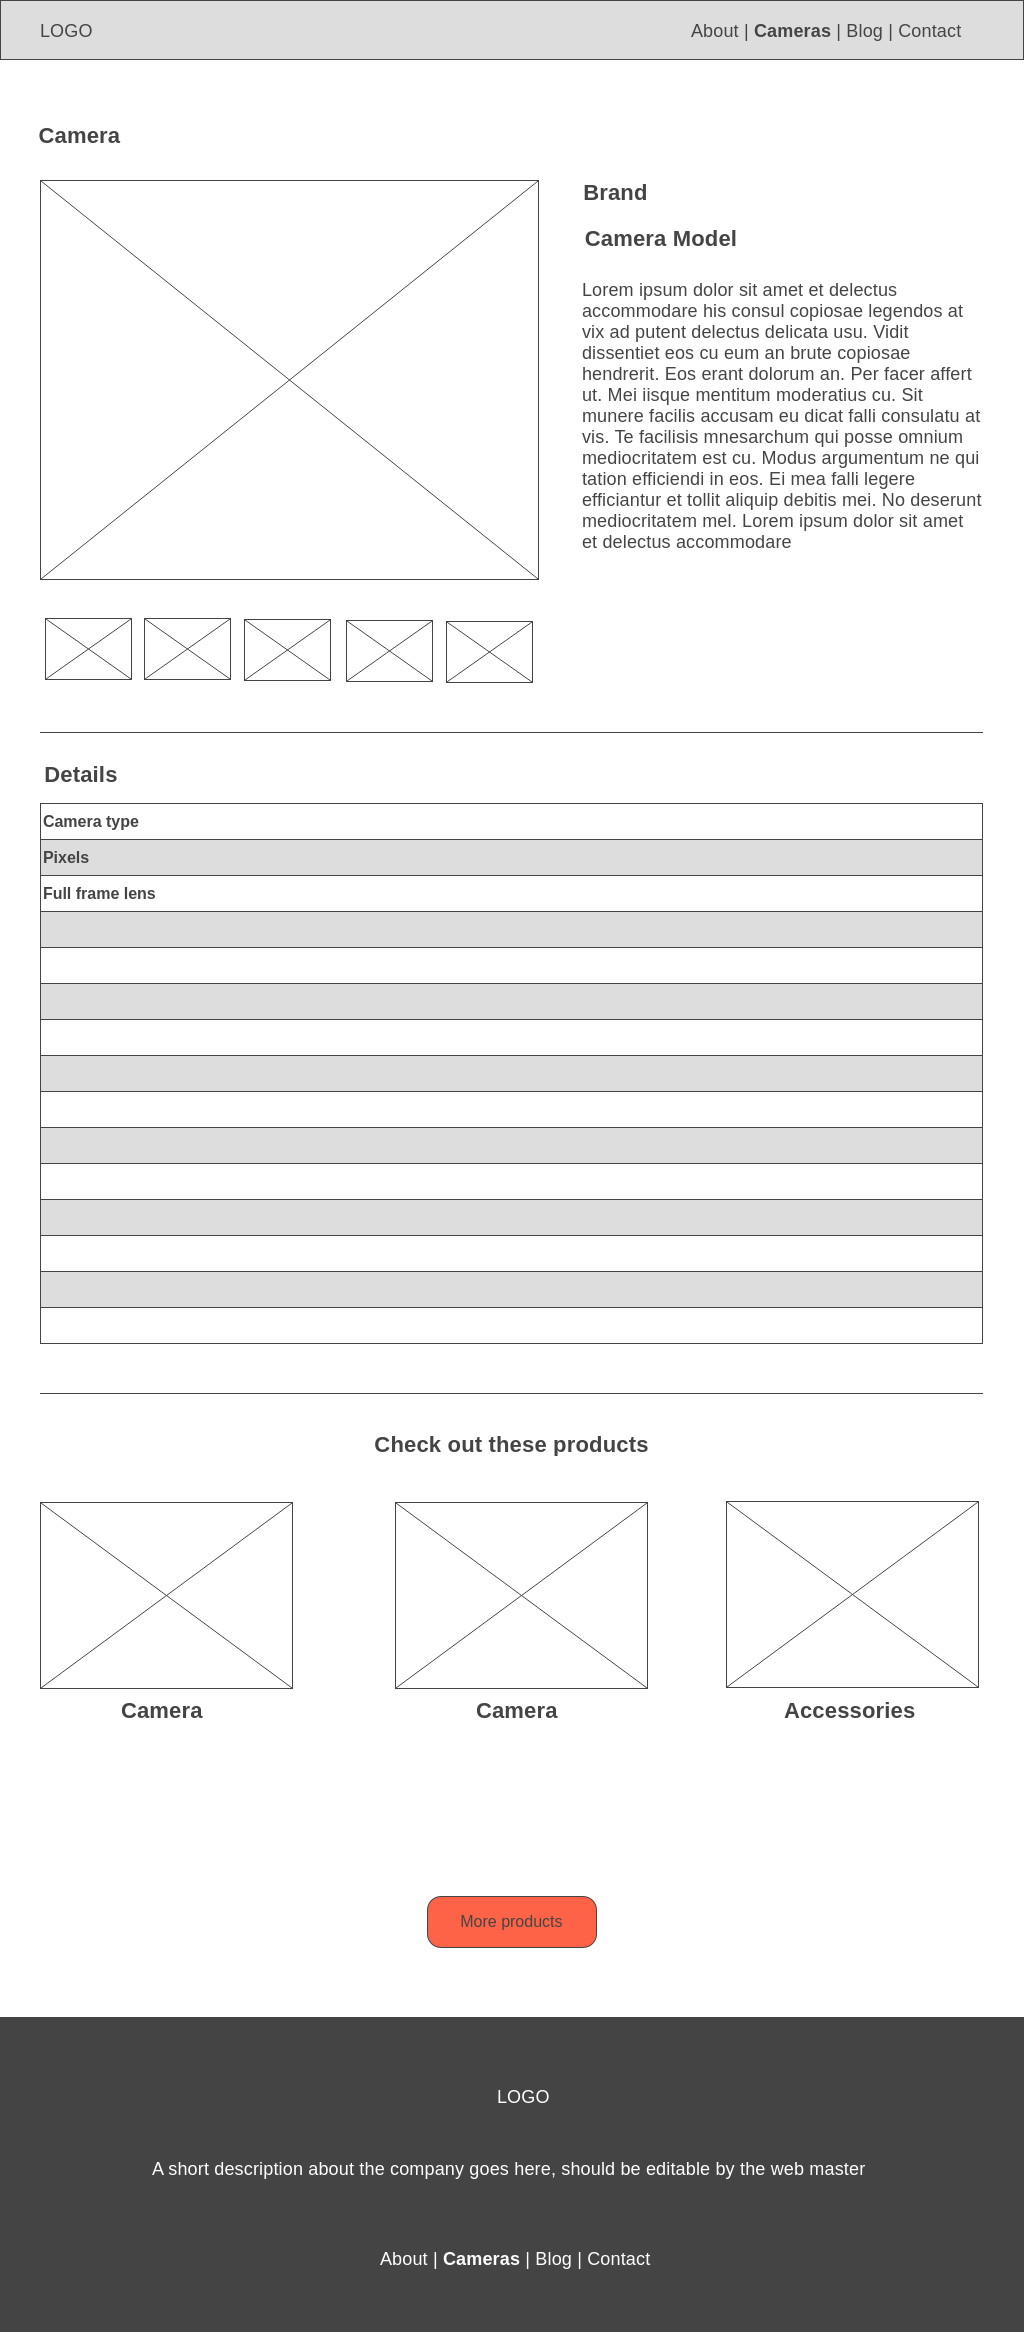 LOGO
About | Cameras | Blog | Contact
Camera
Brand
Camera Model
Lorem ipsum dolor sit amet et delectus
accommodare his consul copiosae legendos at
vix ad putent delectus delicata usu. Vidit
dissentiet eos cu eum an brute copiosae
hendrerit. Eos erant dolorum an. Per facer affert
ut. Mei iisque mentitum moderatius cu. Sit
munere facilis accusam eu dicat falli consulatu at
vis. Te facilisis mnesarchum qui posse omnium
mediocritatem est cu. Modus argumentum ne qui
tation efficiendi in eos. Ei mea falli legere
efficiantur et tollit aliquip debitis mei. No deserunt
mediocritatem mel. Lorem ipsum dolor sit amet
et delectus accommodare
Details
Camera type
Pixels
Full frame lens
Check out these products
Camera
Camera
Accessories
More products
LOGO
A short description about the company goes here, should be editable by the web master
About | Cameras | Blog | Contact